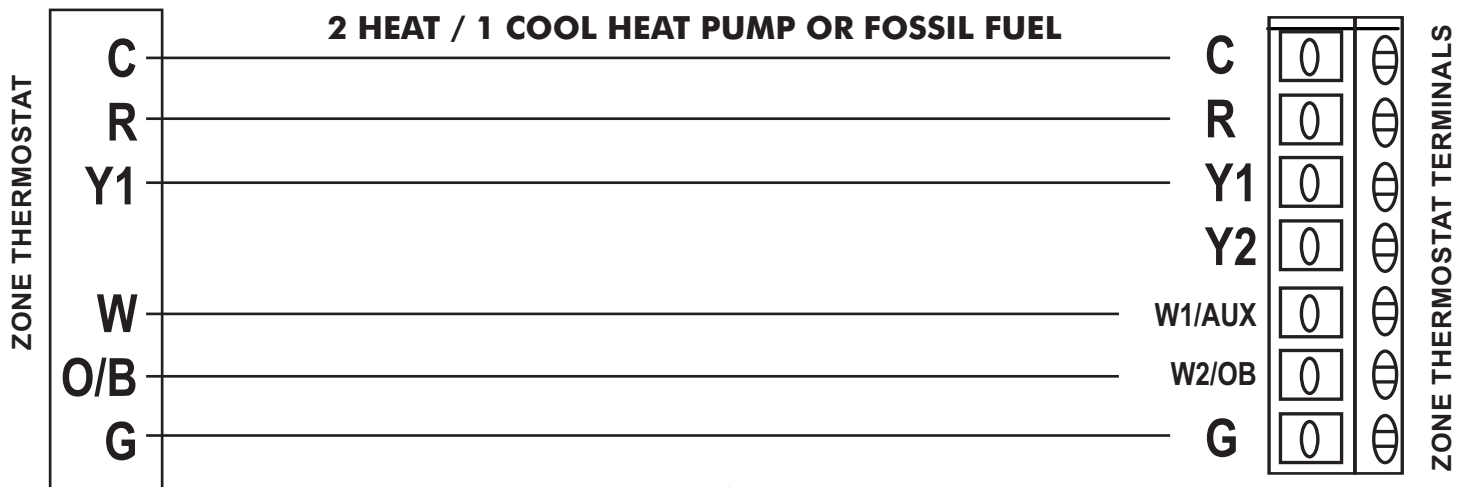 2 HEAT / 1 COOL HEAT PUMP OR FOSSIL FUEL
ZONE THERMOSTAT
C
R
Y1
W
O/B
G
C
R
Y1
Y2
W1/AUX
W2/OB
G
ZONE THERMOSTAT TERMINALS